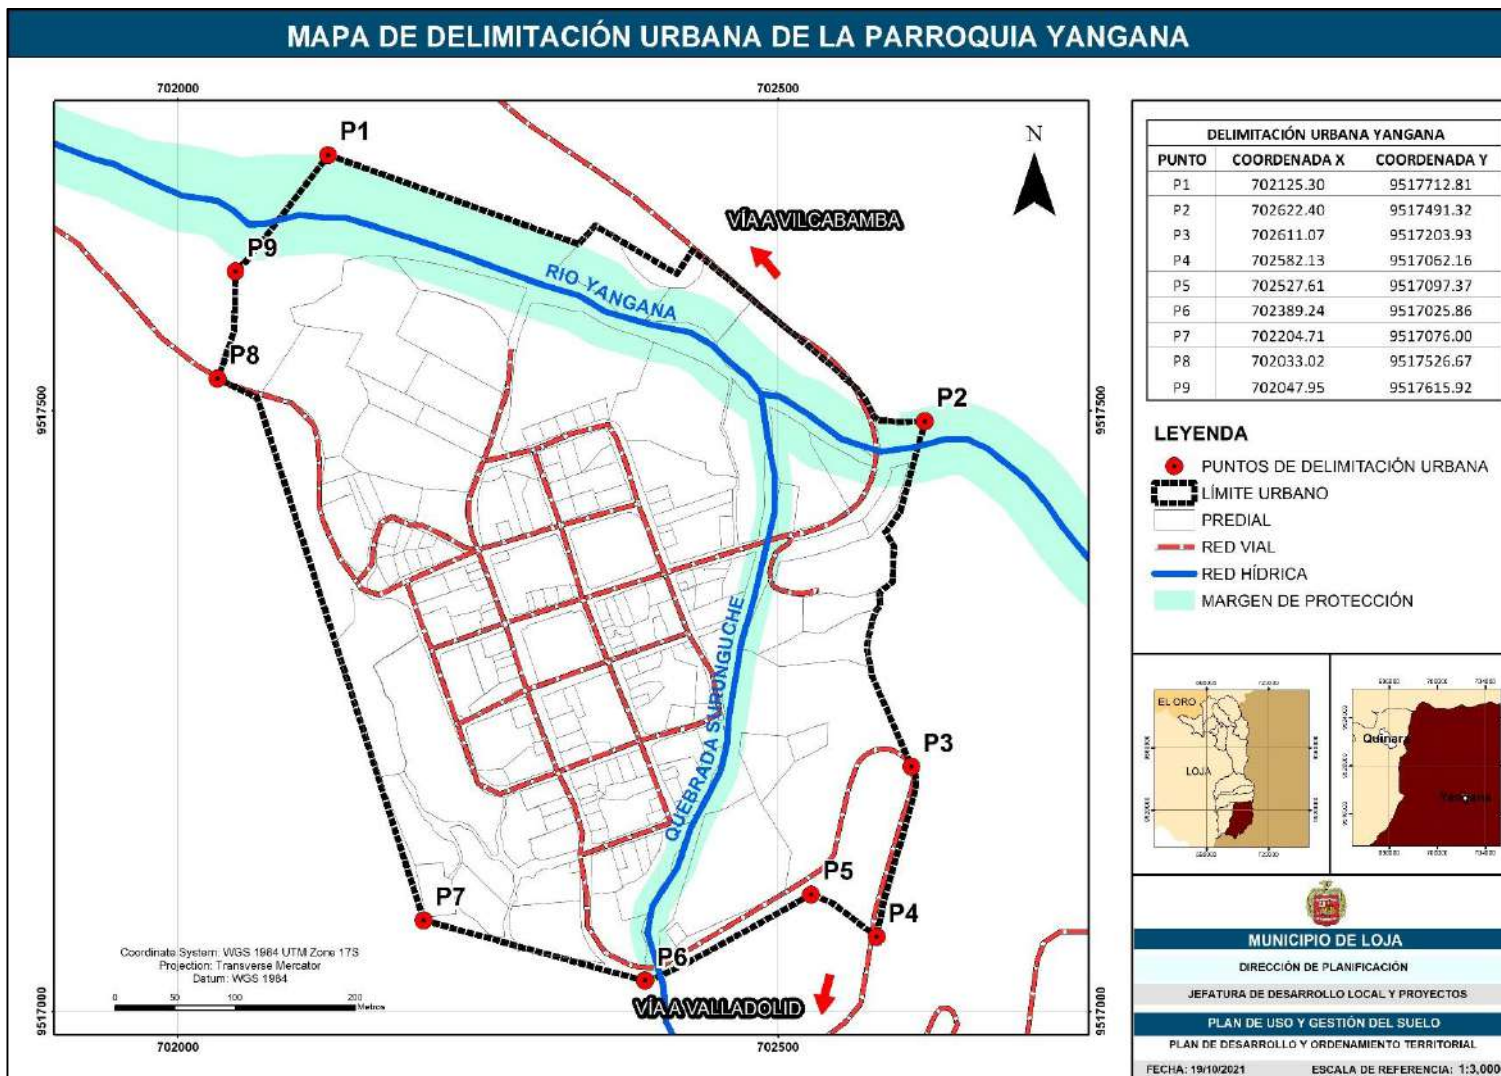 MAPA DE DELIMITACIÓN URBANA DE LA PARROQUIA YANGANA
702000
702500
P1
N
VÍA A VILCABAMBA
P9
RIO YANGANA
P8
P2
9517500
9517500
QUEBRADA SURUNGUCHE
P3
P5
P4
P7
P6
VÍA A VALLADOLID
Coordinate System: WGS 1984 UTM Zone 17S
Projection: Transverse Mercator
Datum: WGS 1984
0 50 100 200
Metros
9517000
9517000
702000
702500
DELIMITACIÓN URBANA YANGANA
PUNTO COORDENADA X COORDENADA Y
P1 702125.30 9517712.81
P2 702622.40 9517491.32
P3 702611.07 9517203.93
P4 702582.13 9517062.16
P5 702527.61 9517097.37
P6 702389.24 9517025.86
P7 702204.71 9517076.00
P8 702033.02 9517526.67
P9 702047.95 9517615.92
LEYENDA
PUNTOS DE DELIMITACIÓN URBANA
LÍMITE URBANO
PREDIAL
RED VIAL
RED HÍDRICA
MARGEN DE PROTECCIÓN
EL ORO
LOJA
Quinara
Yangana
MUNICIPIO DE LOJA
DIRECCIÓN DE PLANIFICACIÓN
JEFATURA DE DESARROLLO LOCAL Y PROYECTOS
PLAN DE USO Y GESTIÓN DEL SUELO
PLAN DE DESARROLLO Y ORDENAMIENTO TERRITORIAL
FECHA: 19/10/2021 ESCALA DE REFERENCIA: 1:3,000